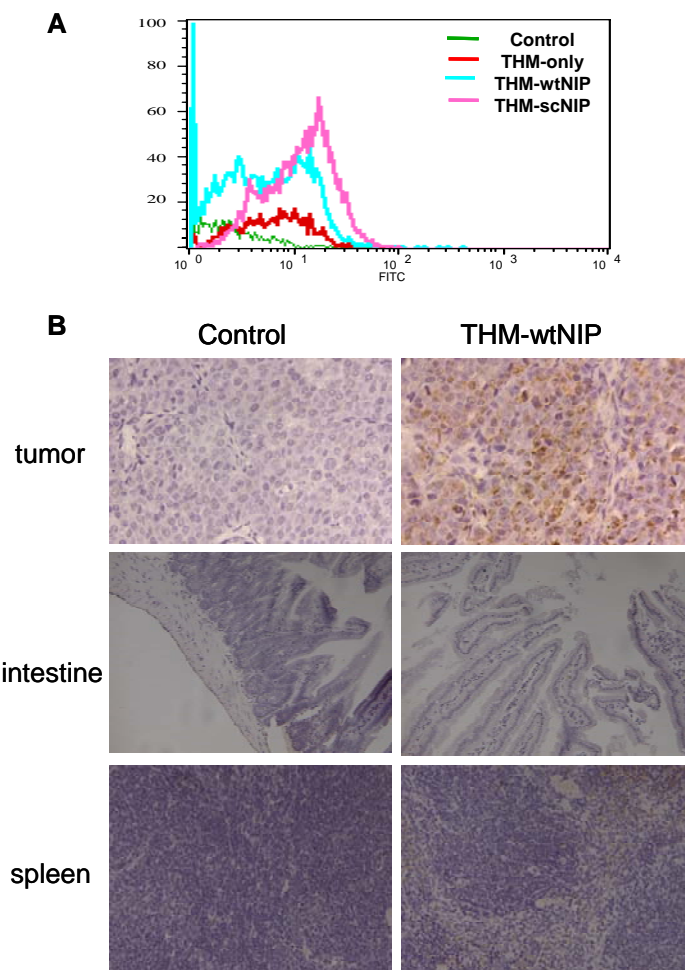 A
100
80
60
40
20
Control
THM-only
THM-wtNIP
THM-scNIP
10 0
10 1
10 2
10 3
10 4
FITC
B
Control THM-wtNIP
tumor
intestine
spleen